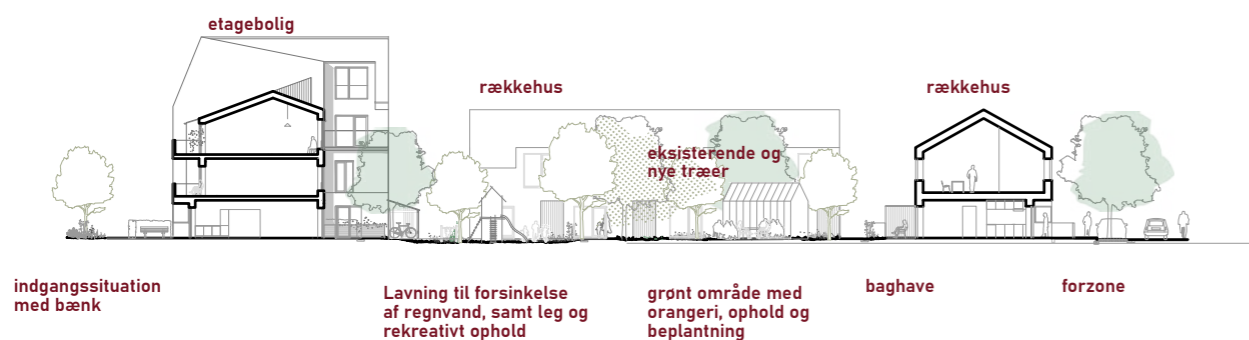 etagebolig
rækkehus
rækkehus
eksisterende og
nye træer
indgangssituation
med bænk
Lavning til forsinkelse
af regnvand, samt leg og
rekreativt ophold
grønt område med
orangeri, ophold og
beplantning
baghave
forzone